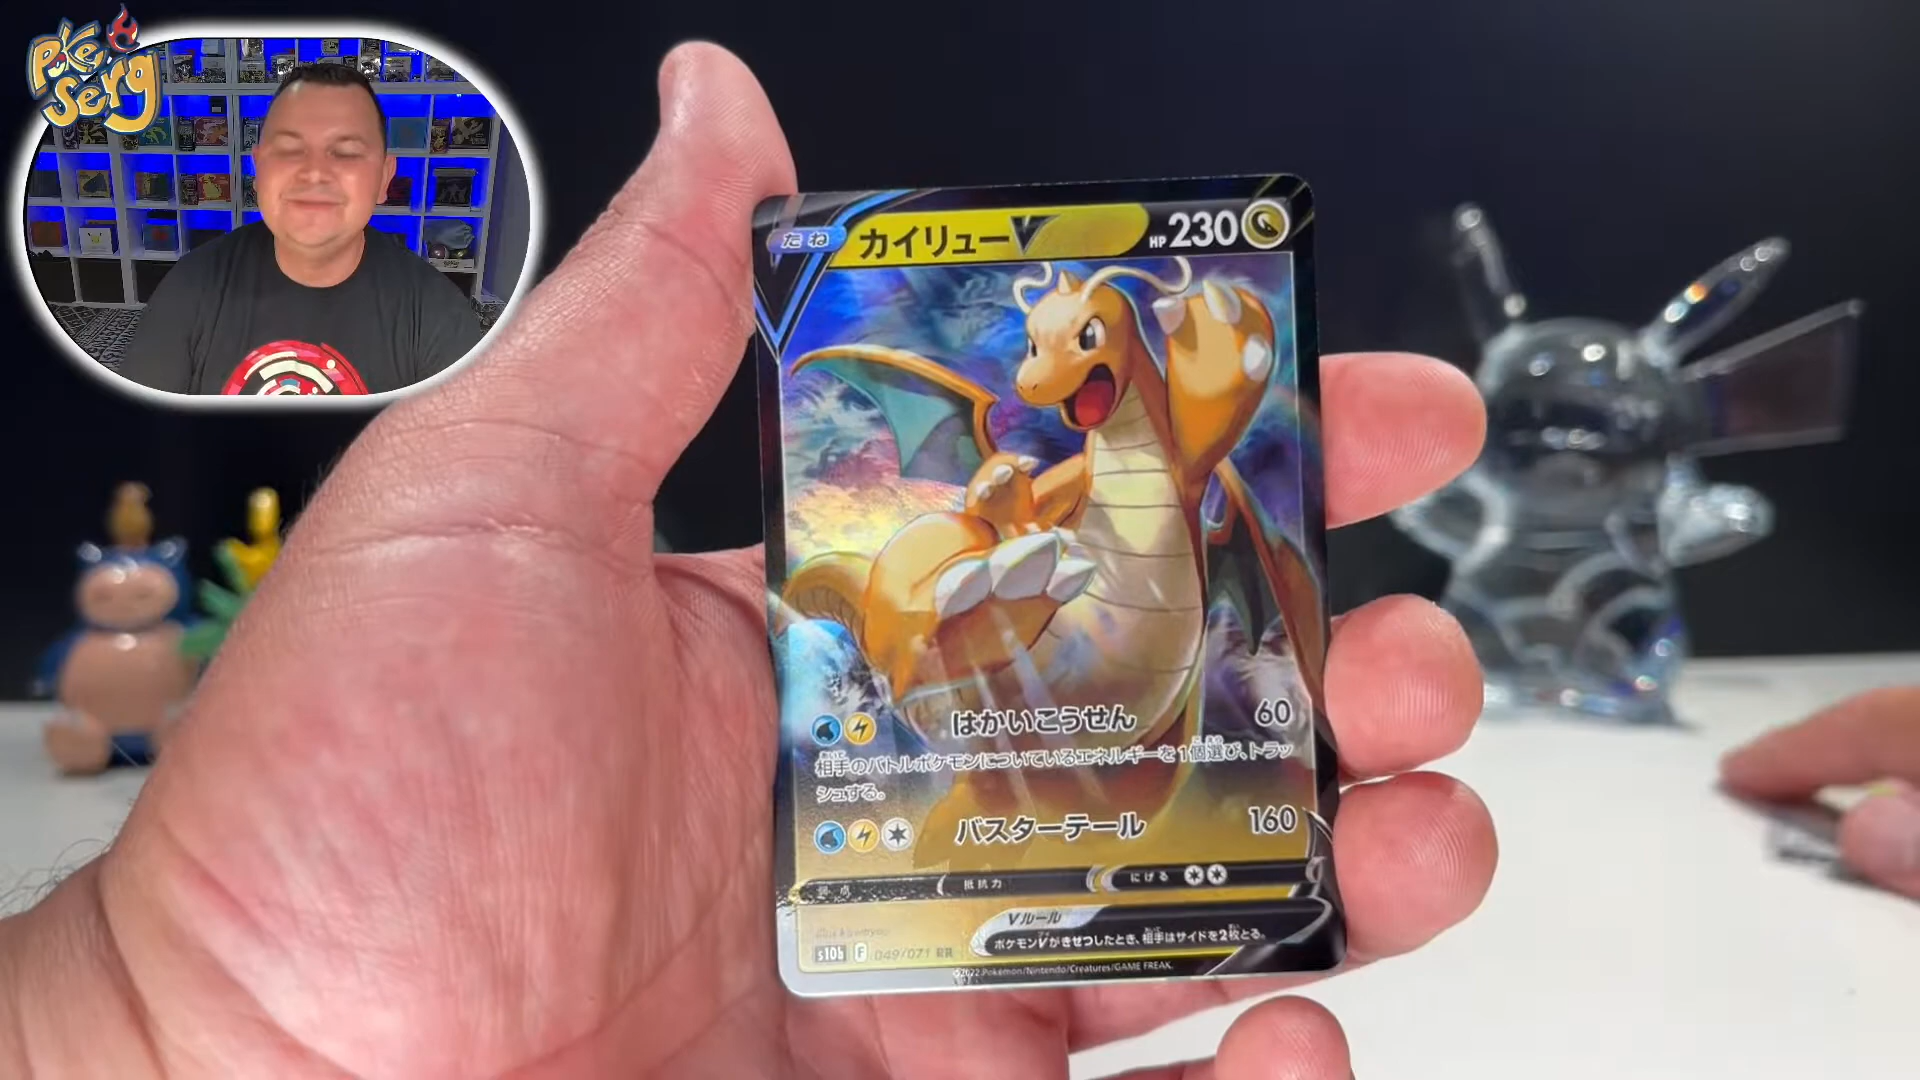 Poké
Serg
たね
カイリューV
HP 230
はかいこうせん 60
相手のバトルポケモンについているエネルギーを1個選び、トラッ
シュする。
バスターテール 160
弱点 抵抗力 にげる
Vルール
ポケモンVがきぜつしたとき、相手はサイドを2枚とる。
s10b F 049/071 RR
©2022 Pokémon/Nintendo/Creatures/GAME FREAK.